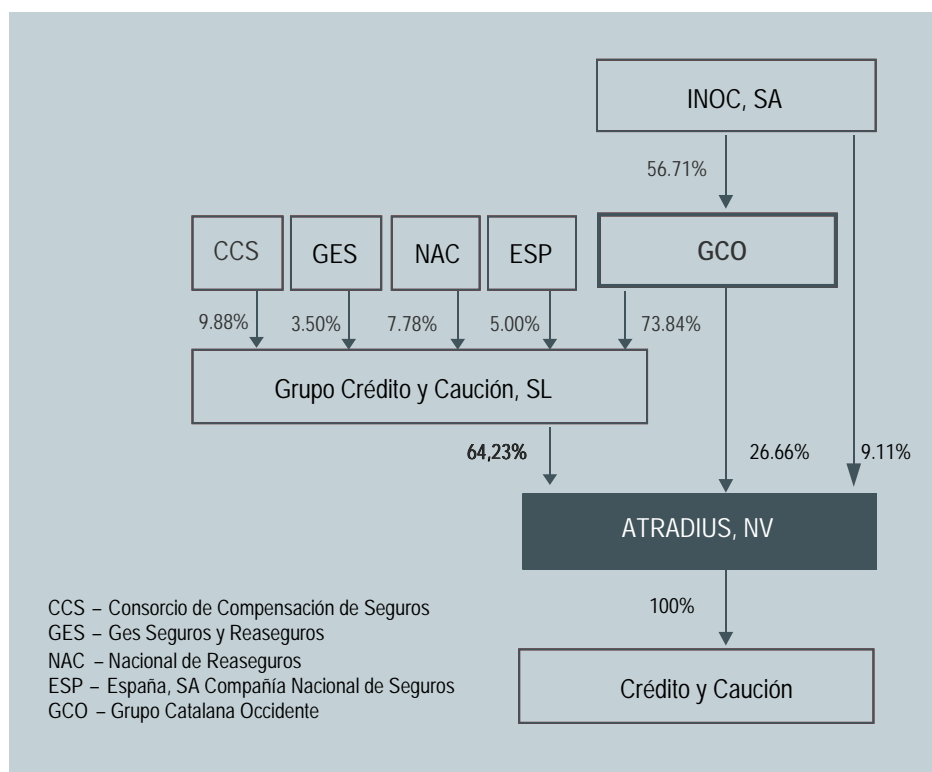 INOC, SA
56.71%
CCS
GES
NAC
ESP
GCO
9.88%
3.50%
7.78%
5.00%
73.84%
Grupo Crédito y Caución, SL
64,23%
26.66%
9.11%
ATRADIUS, NV
100%
Crédito y Caución
CCS – Consorcio de Compensación de Seguros
GES – Ges Seguros y Reaseguros
NAC – Nacional de Reaseguros
ESP – España, SA Compañía Nacional de Seguros
GCO – Grupo Catalana Occidente